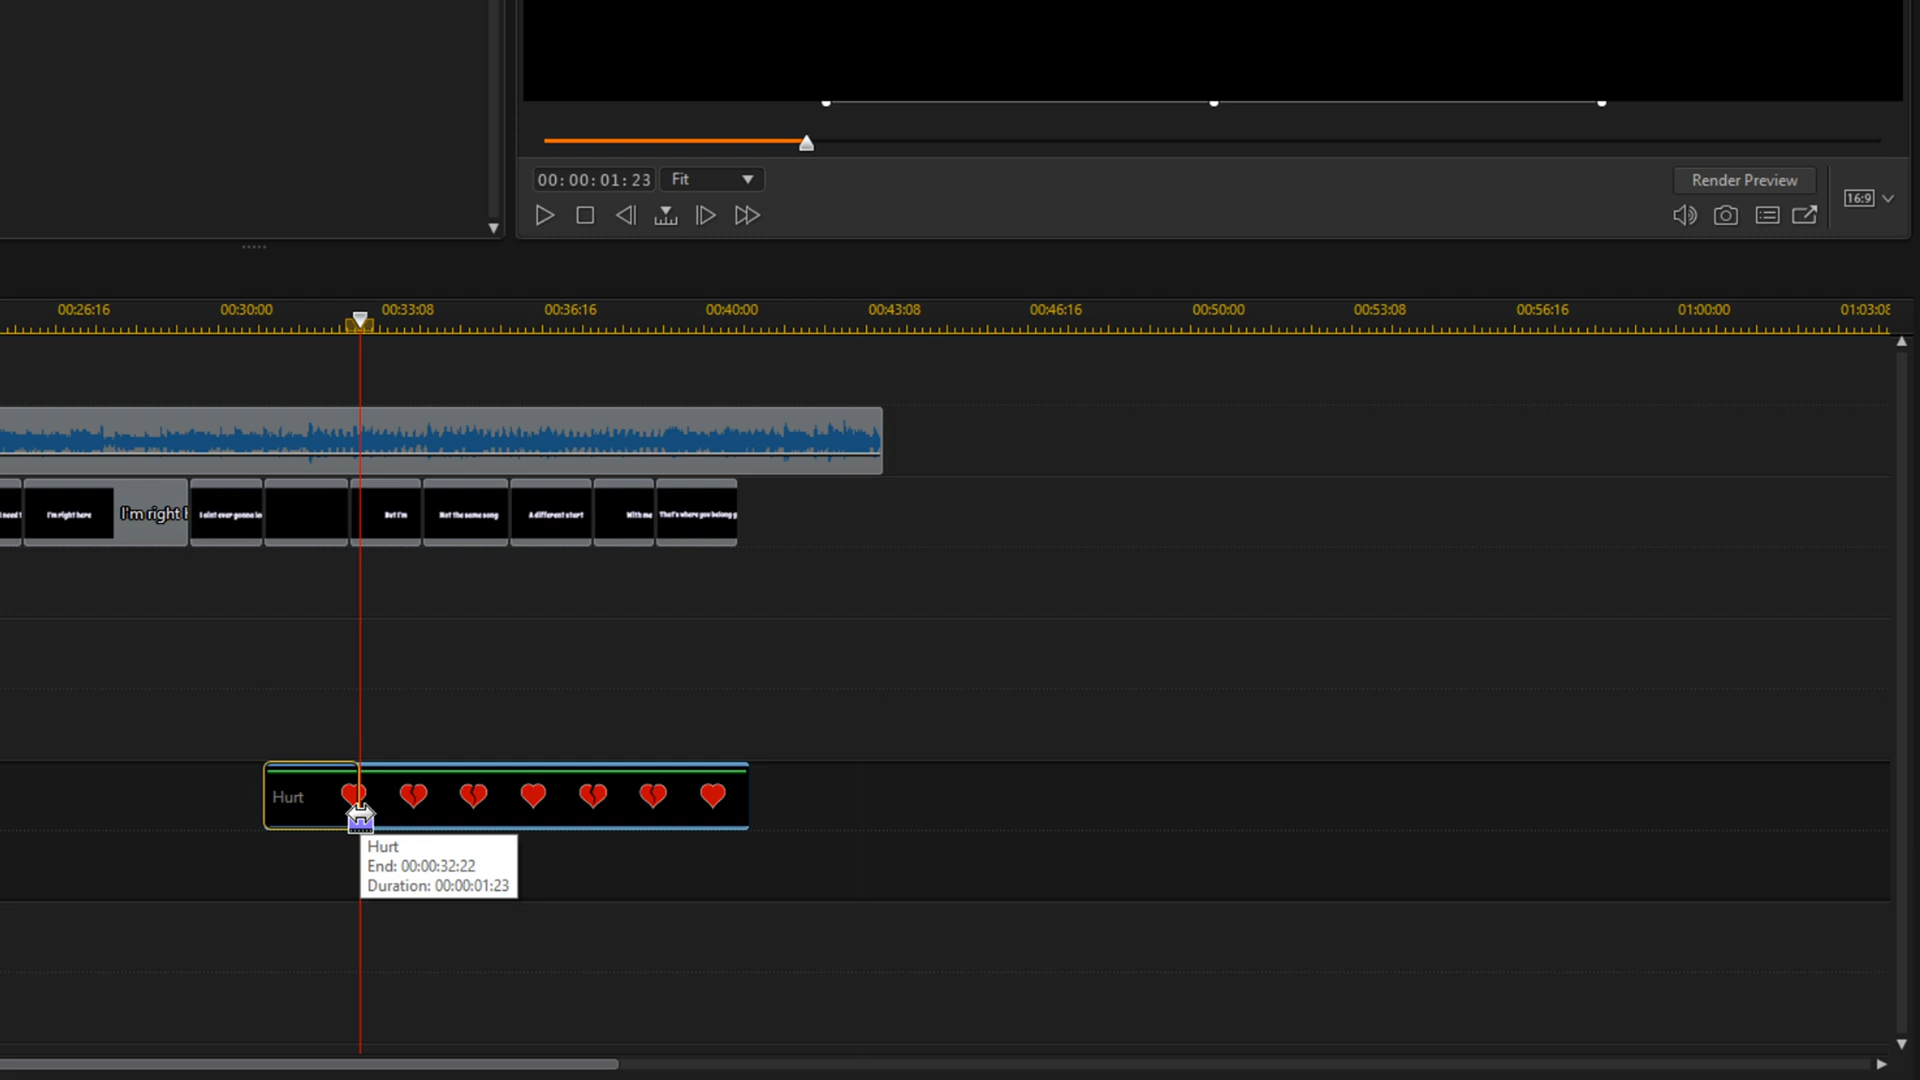 00:00:01:23
Fit
Render Preview
16:9
00:26:16
00:30:00
00:33:08
00:36:16
00:40:00
00:43:08
00:46:16
00:50:00
00:53:08
00:56:16
01:00:00
01:03:08
I need t
I'm right here
I'm right h
I aint ever gonna le
But I'm
Not the same song
A different start
With me
That's where you belong g
Hurt
Hurt
End: 00:00:32:22
Duration: 00:00:01:23